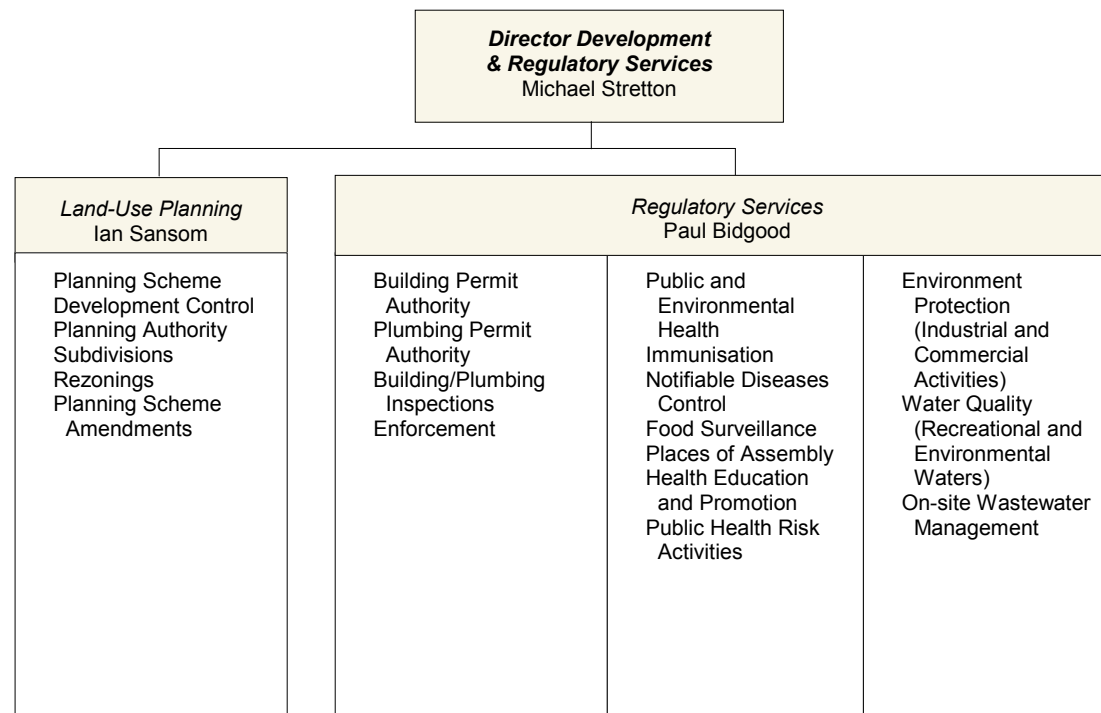 Director Development
& Regulatory Services
Michael Stretton
Land-Use Planning
Ian Sansom
Planning Scheme
Development Control
Planning Authority
Subdivisions
Rezonings
Planning Scheme
Amendments
Regulatory Services
Paul Bidgood
Building Permit
Authority
Plumbing Permit
Authority
Building/Plumbing
Inspections
Enforcement
Public and
Environmental
Health
Immunisation
Notifiable Diseases
Control
Food Surveillance
Places of Assembly
Health Education
and Promotion
Public Health Risk
Activities
Environment
Protection
(Industrial and
Commercial
Activities)
Water Quality
(Recreational and
Environmental
Waters)
On-site Wastewater
Management